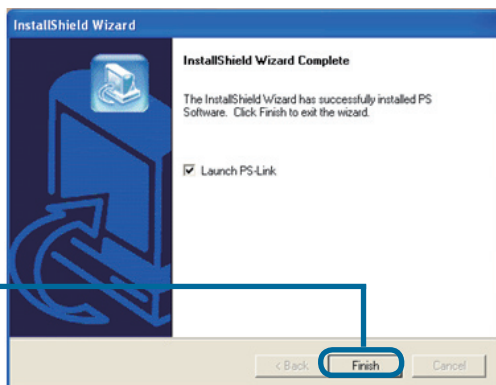 InstallShield Wizard
InstallShield Wizard Complete
The InstallShield Wizard has successfully installed PS
Software. Click Finish to exit the wizard.
Launch PS-Link
< Back
Finish
Cancel